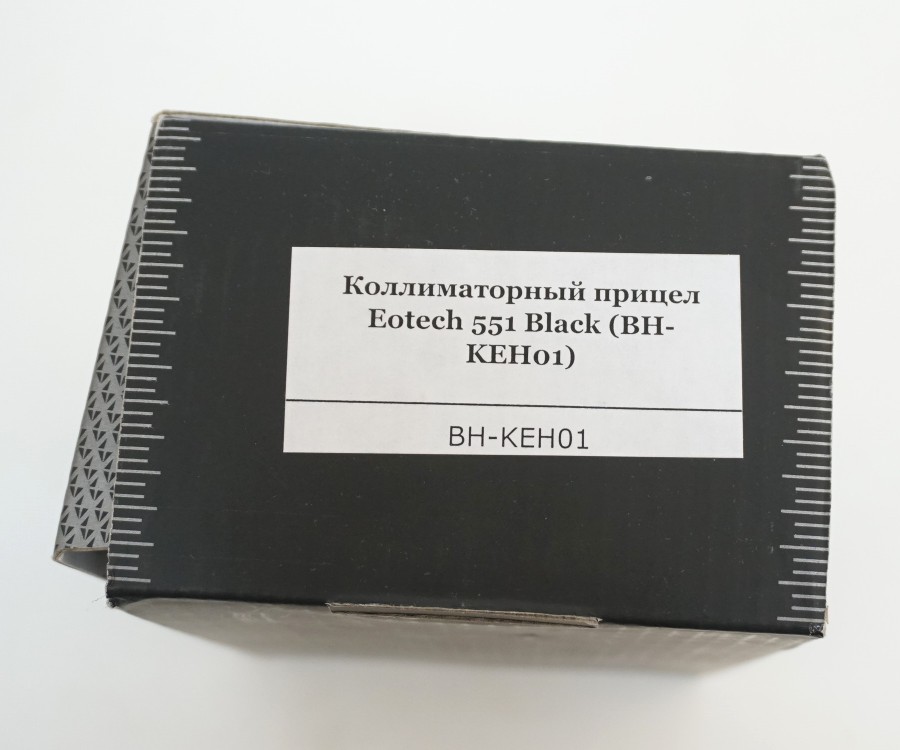 Коллиматорный прицел
Eotech 551 Black (BH-
KEH01)
BH-KEH01